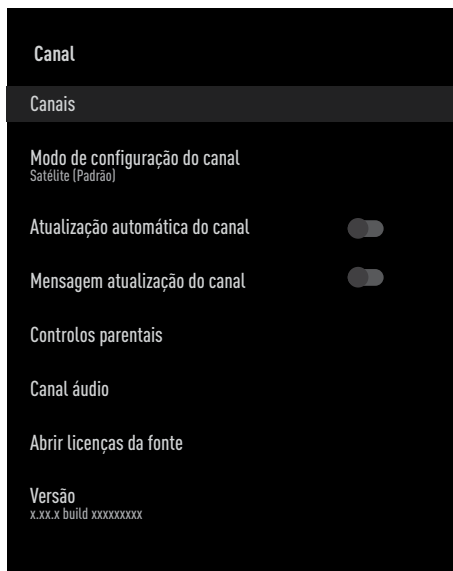 Canal
Canais
Modo de configuração do canal
Satélite (Padrão)
Atualização automática do canal
Mensagem atualização do canal
Controlos parentais
Canal áudio
Abrir licenças da fonte
Versão
x.xx.x build xxxxxxxxx